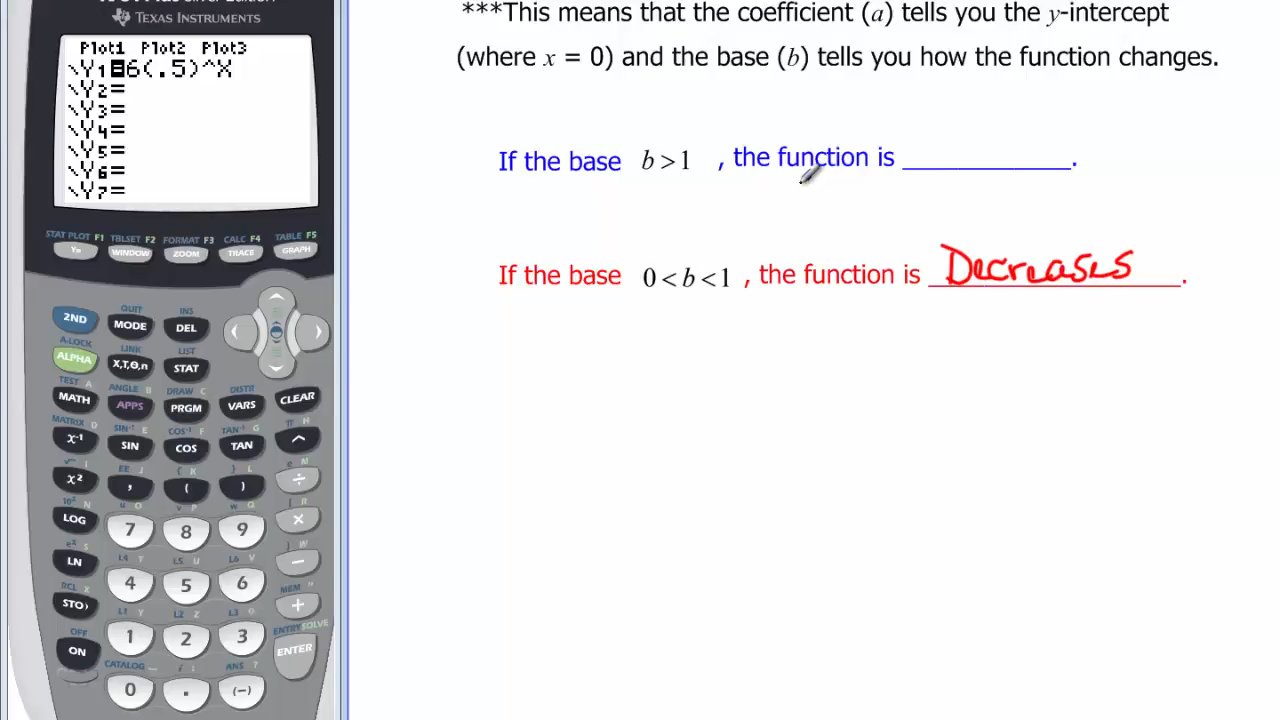 TEXAS INSTRUMENTS
***This means that the coefficient (a) tells you the y-intercept
(where x = 0) and the base (b) tells you how the function changes.
Plot1 Plot2 Plot3
\Y1=6(.5)^X
\Y2=
\Y3=
\Y4=
\Y5=
\Y6=
\Y7=
If the base b > 1 , the function is ____________.
If the base 0 < b < 1 , the function is Decreases.
STAT PLOT F1 TBLSET F2 FORMAT F3 CALC F4 TABLE F5
Y= WINDOW ZOOM TRACE GRAPH
QUIT INS
2ND MODE DEL
A-LOCK LINK LIST
ALPHA X,T,Θ,n STAT
TEST A ANGLE B DRAW C DISTR
MATH APPS PRGM VARS CLEAR
MATRIX D SIN⁻¹ E COS⁻¹ F TAN⁻¹ G π H
x⁻¹ SIN COS TAN ^
√ I EE J { K } L e M
x² , ( ) ÷
10ˣ N u O v P w Q [ R
LOG 7 8 9 ×
eˣ S L4 T L5 U L6 V ] W
LN 4 5 6 −
RCL X L1 Y L2 Z L3 θ MEM "
STO› 1 2 3 +
OFF CATALOG i : ANS ? ENTRY SOLVE
ON 0 . (−) ENTER